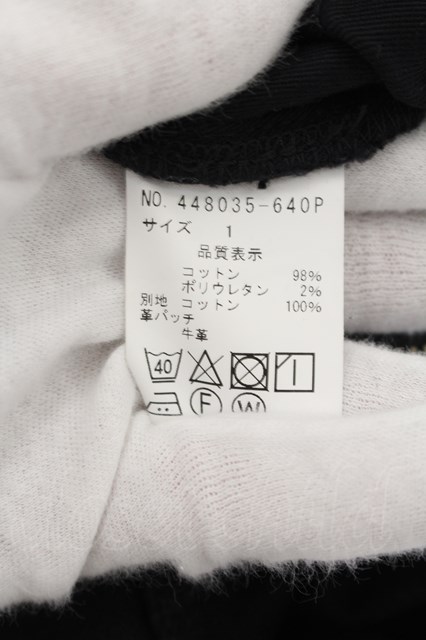 NO. 448035-640P
サイズ 1
品質表示
コットン 98%
ポリウレタン 2%
別地 コットン 100%
革パッチ
牛革
40
F W